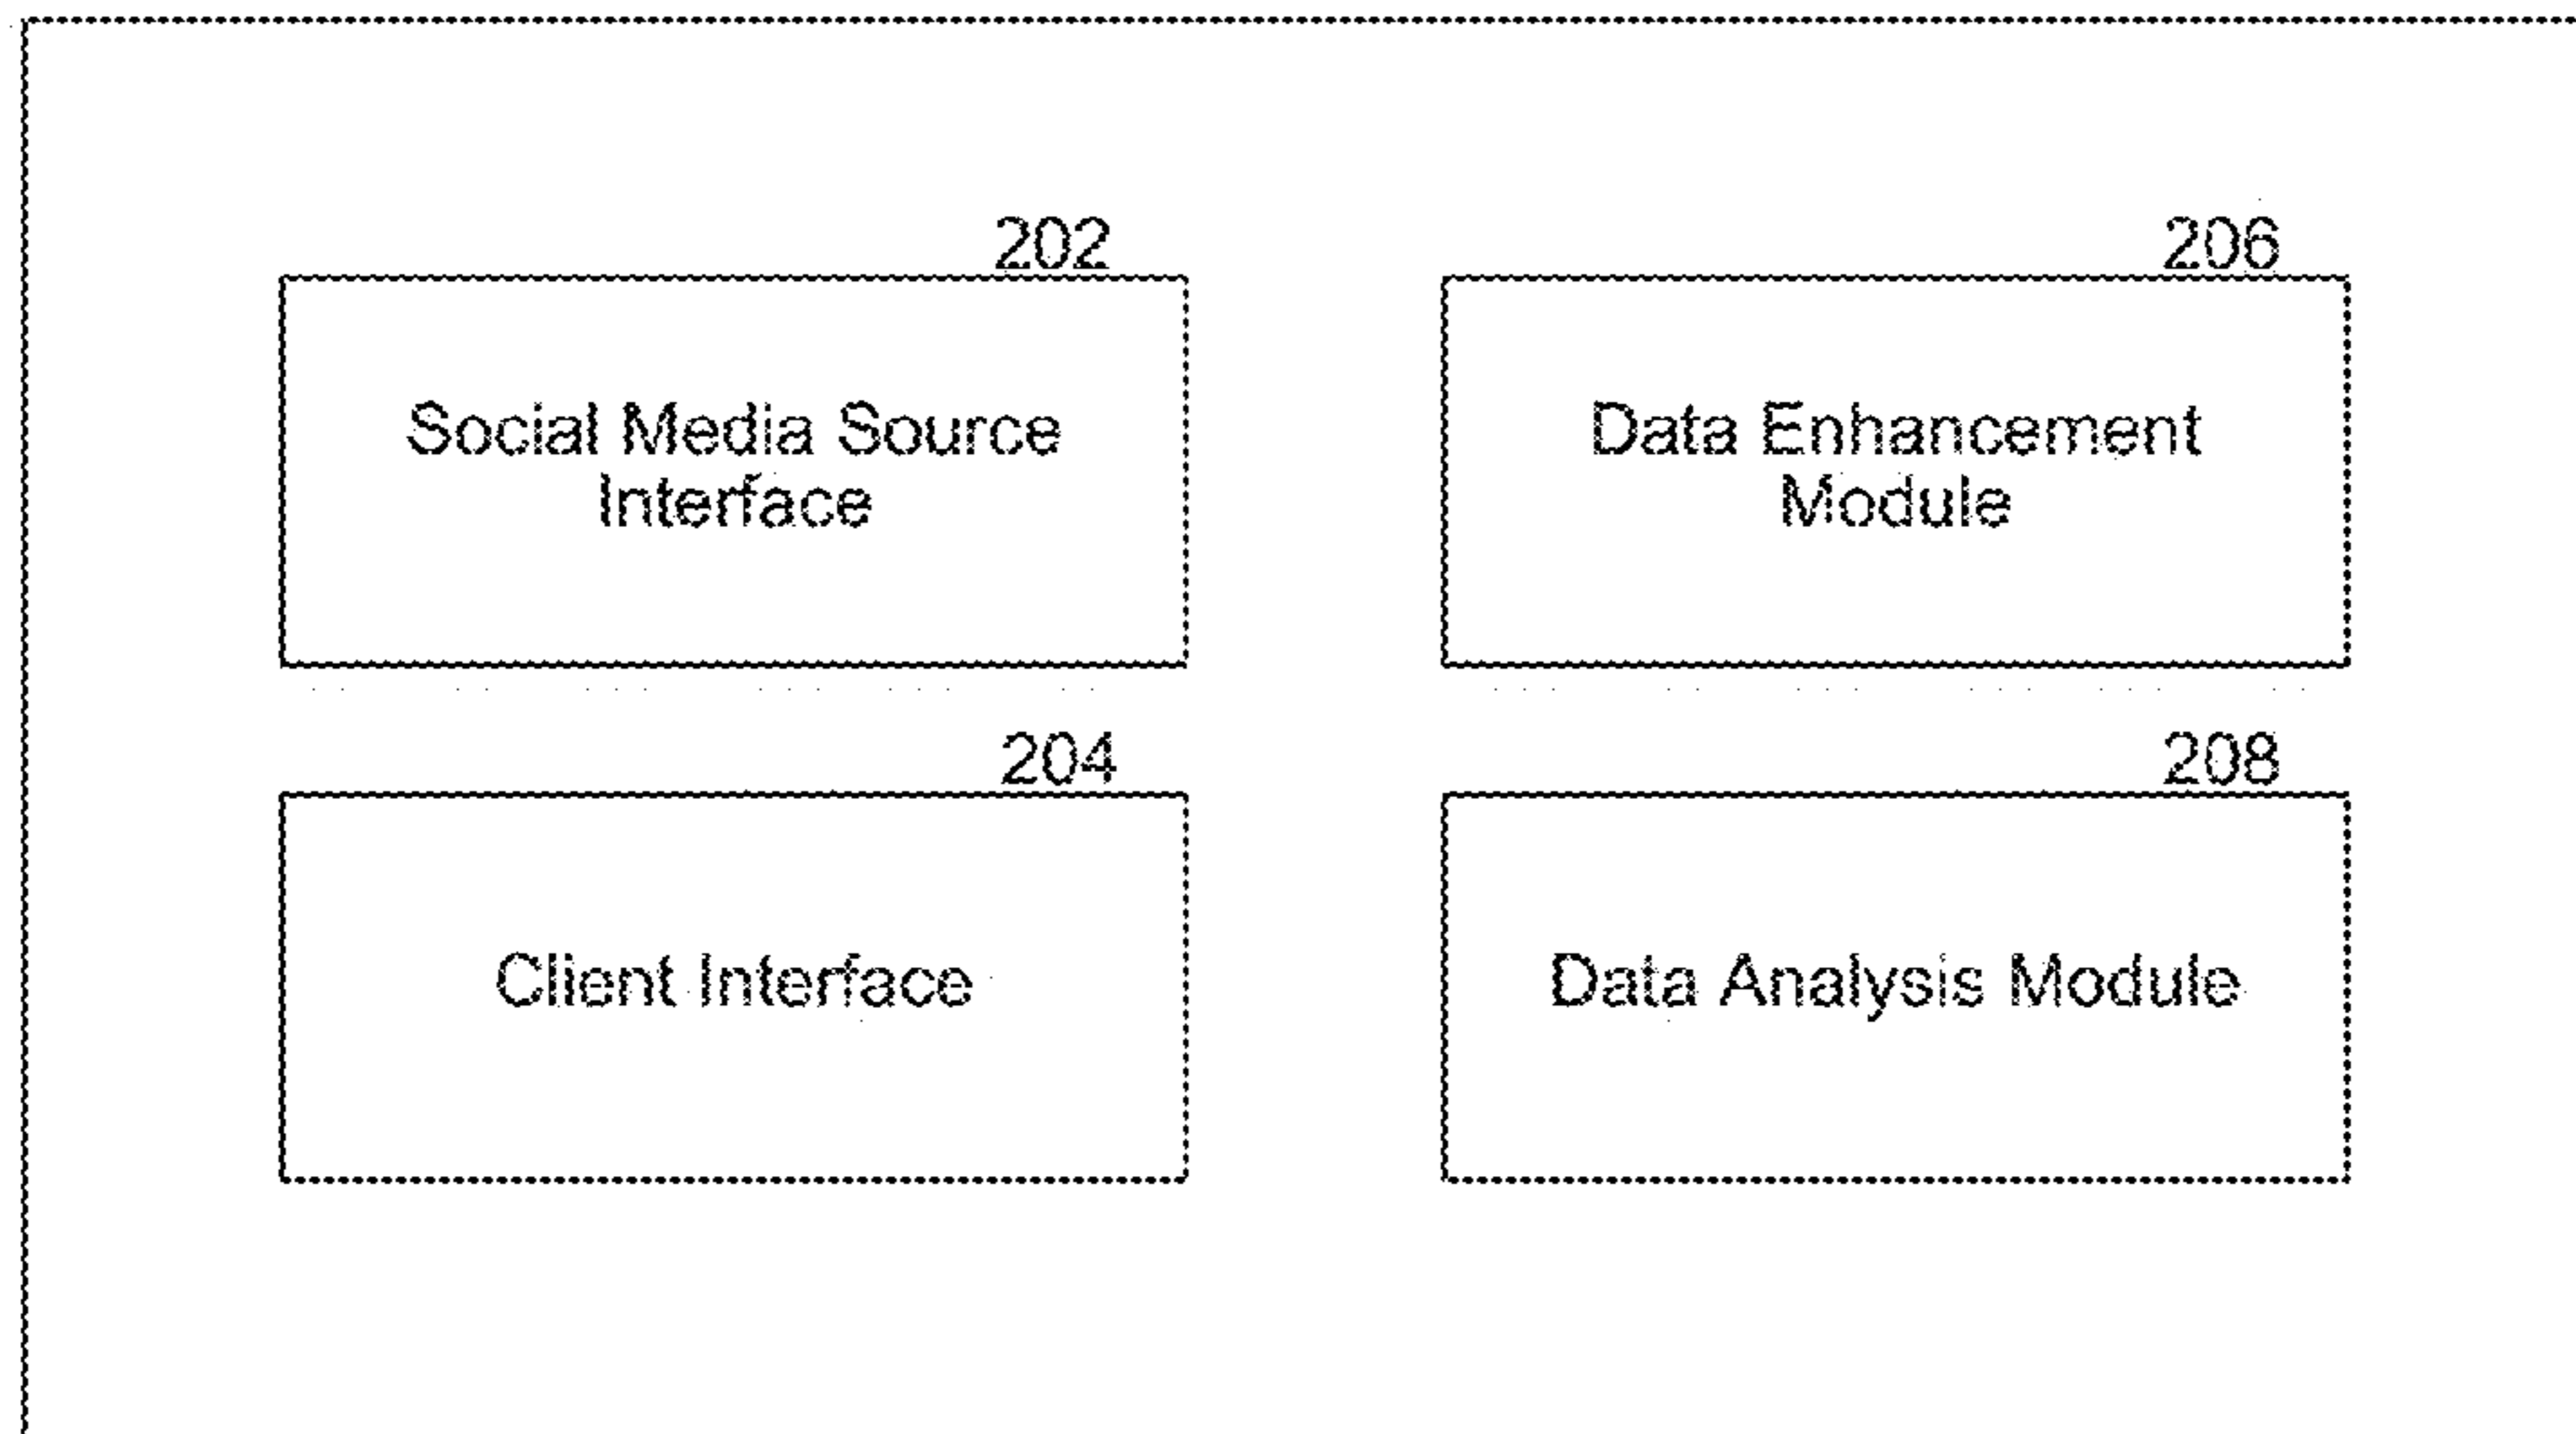 202
Social Media Source
Interface
206
Data Enhancement
Module
204
Client Interface
208
Data Analysis Module